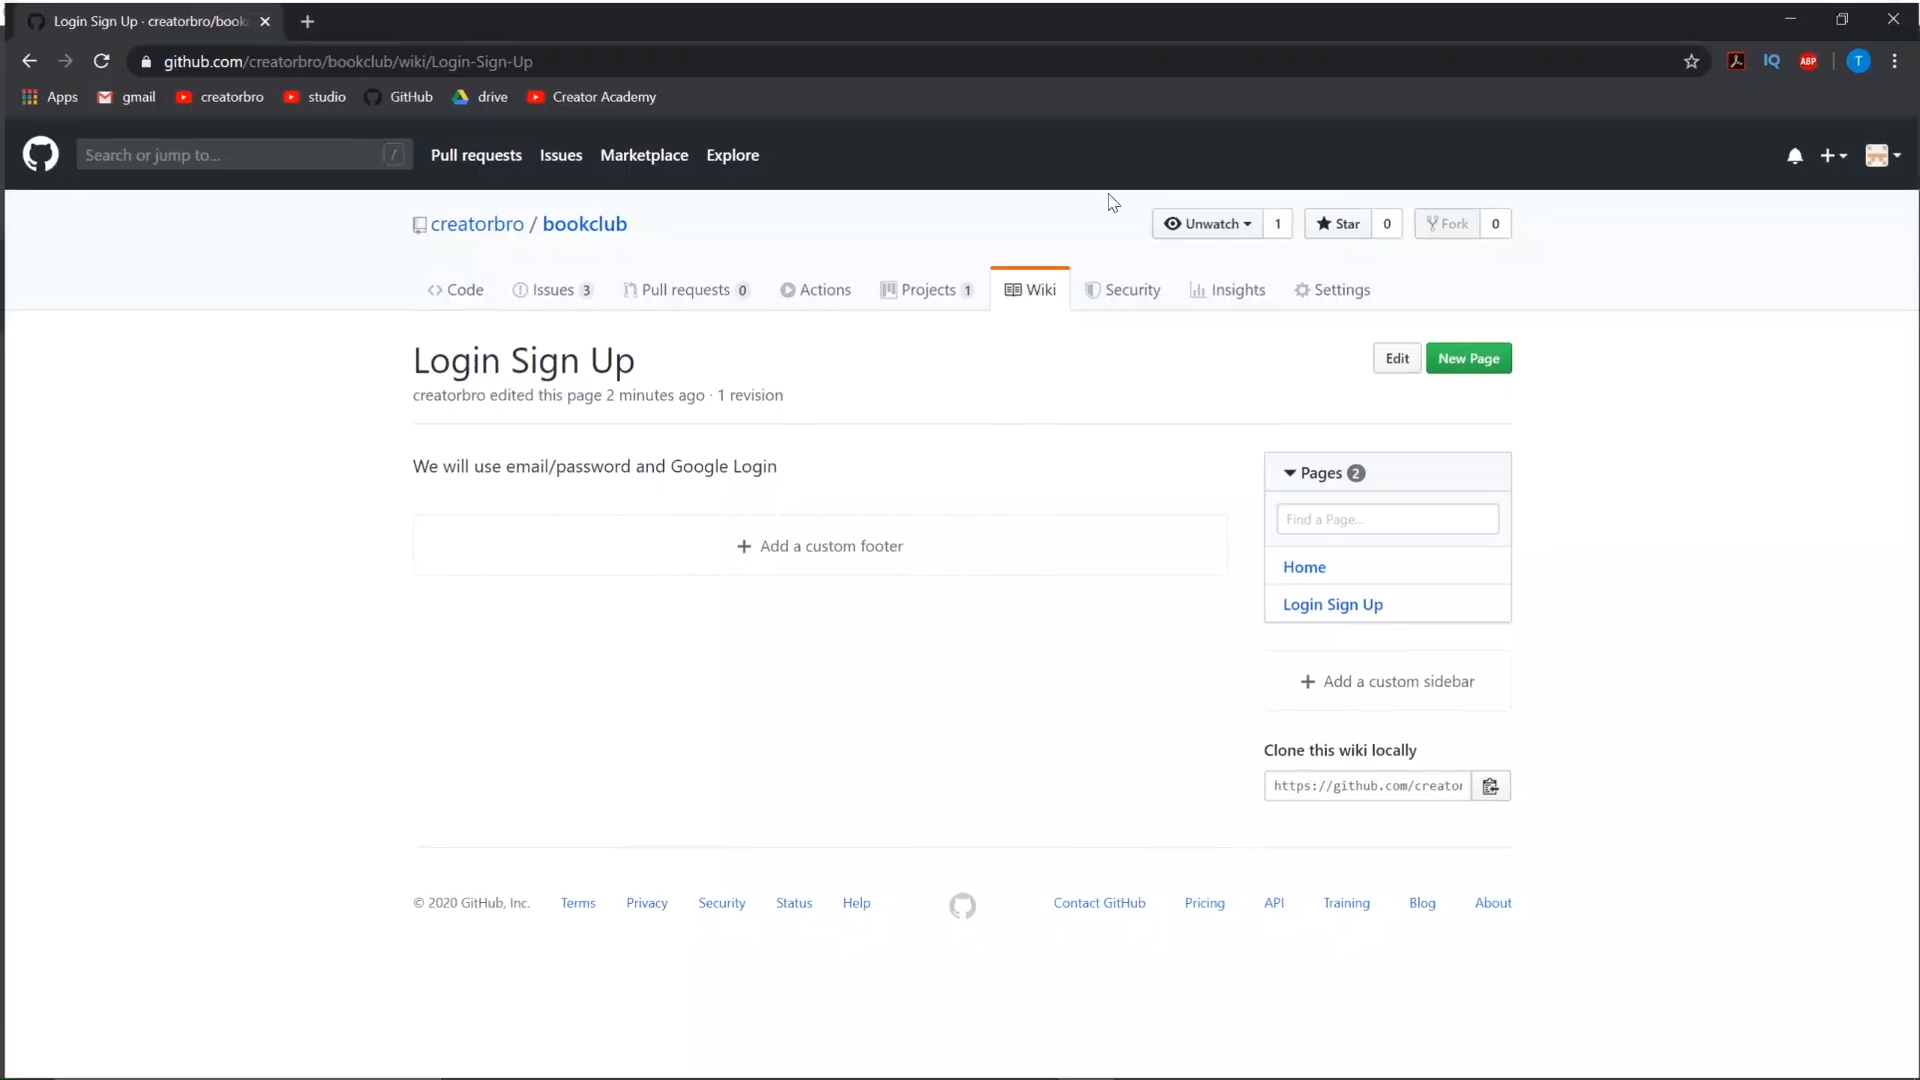 Login Sign Up · creatorbro/book
github.com/creatorbro/bookclub/wiki/Login-Sign-Up
IQ ABP T
Apps gmail creatorbro studio GitHub drive Creator Academy
Search or jump to... / Pull requests Issues Marketplace Explore
creatorbro / bookclub Unwatch 1 Star 0 Fork 0
Code Issues 3 Pull requests 0 Actions Projects 1 Wiki Security Insights Settings
Login Sign Up Edit New Page
creatorbro edited this page 2 minutes ago · 1 revision
We will use email/password and Google Login
Add a custom footer
Pages 2
Find a Page...
Home
Login Sign Up
Add a custom sidebar
Clone this wiki locally
https://github.com/creator
© 2020 GitHub, Inc. Terms Privacy Security Status Help Contact GitHub Pricing API Training Blog About